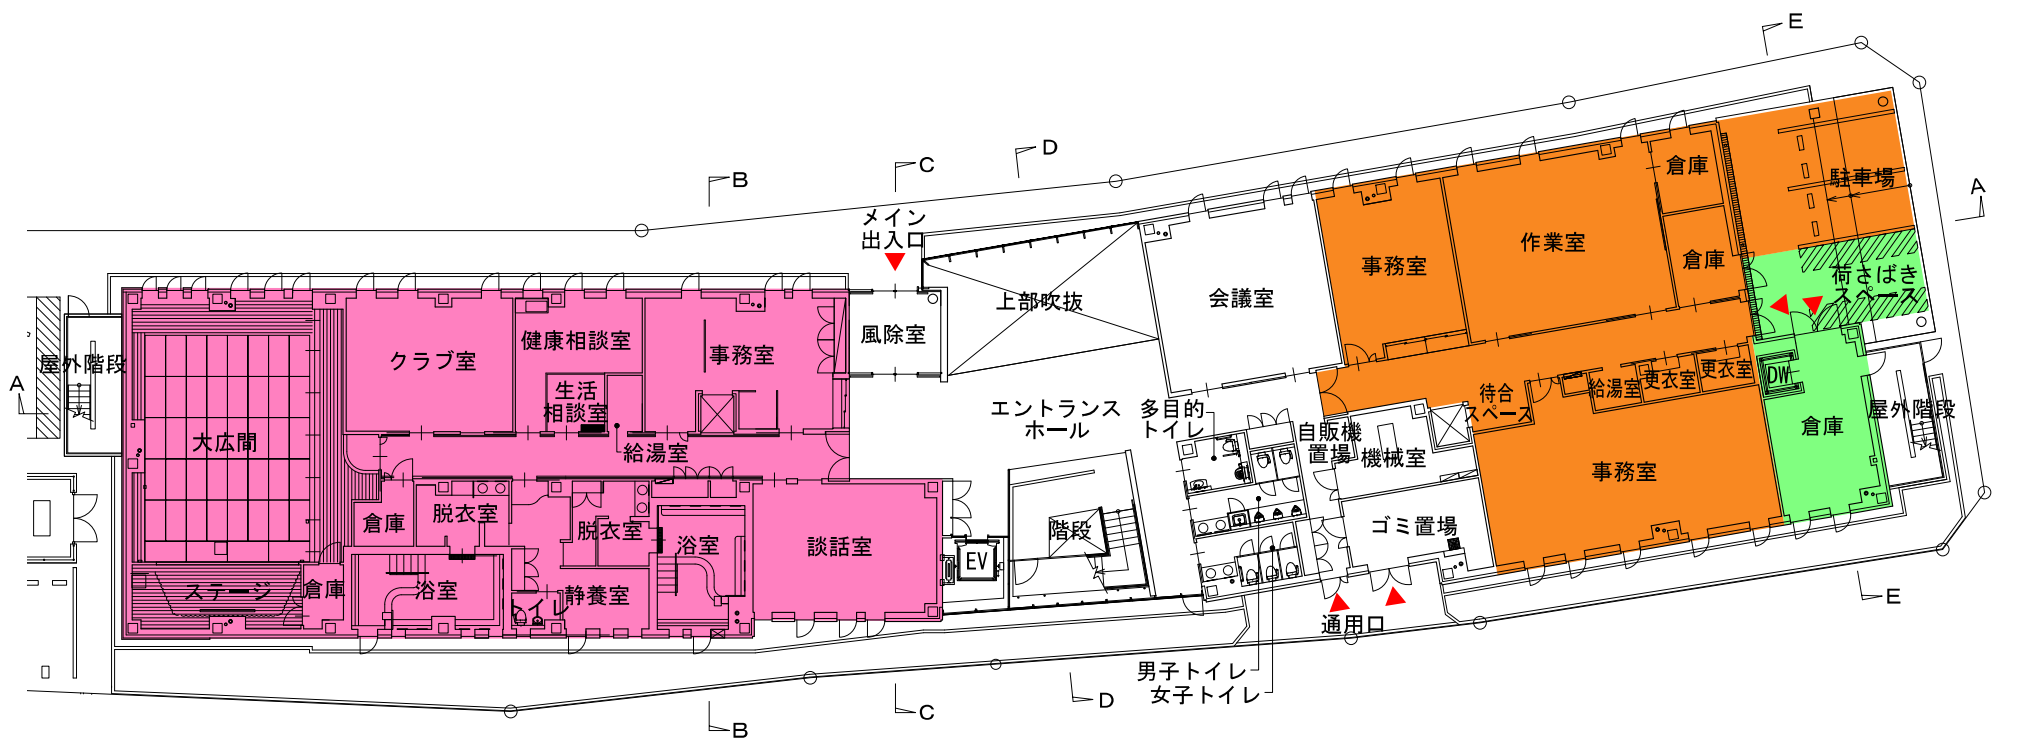 E
D
C
B
メイン
出入口
倉庫
駐車場
A
作業室
事務室
倉庫
荷さばき
スペース
会議室
上部吹抜
風除室
健康相談室
クラブ室
事務室
屋外階段
A
生活
相談室
大広間
給湯室
エントランス
ホール
多目的
トイレ
自販機
置場
機械室
待合
スペース
給湯室
更衣室
更衣室
DW
屋外階段
倉庫
事務室
ゴミ置場
倉庫
脱衣室
脱衣室
浴室
談話室
EV
階段
ステージ
倉庫
浴室
トイレ
静養室
通用口
E
男子トイレ
女子トイレ
D
C
B